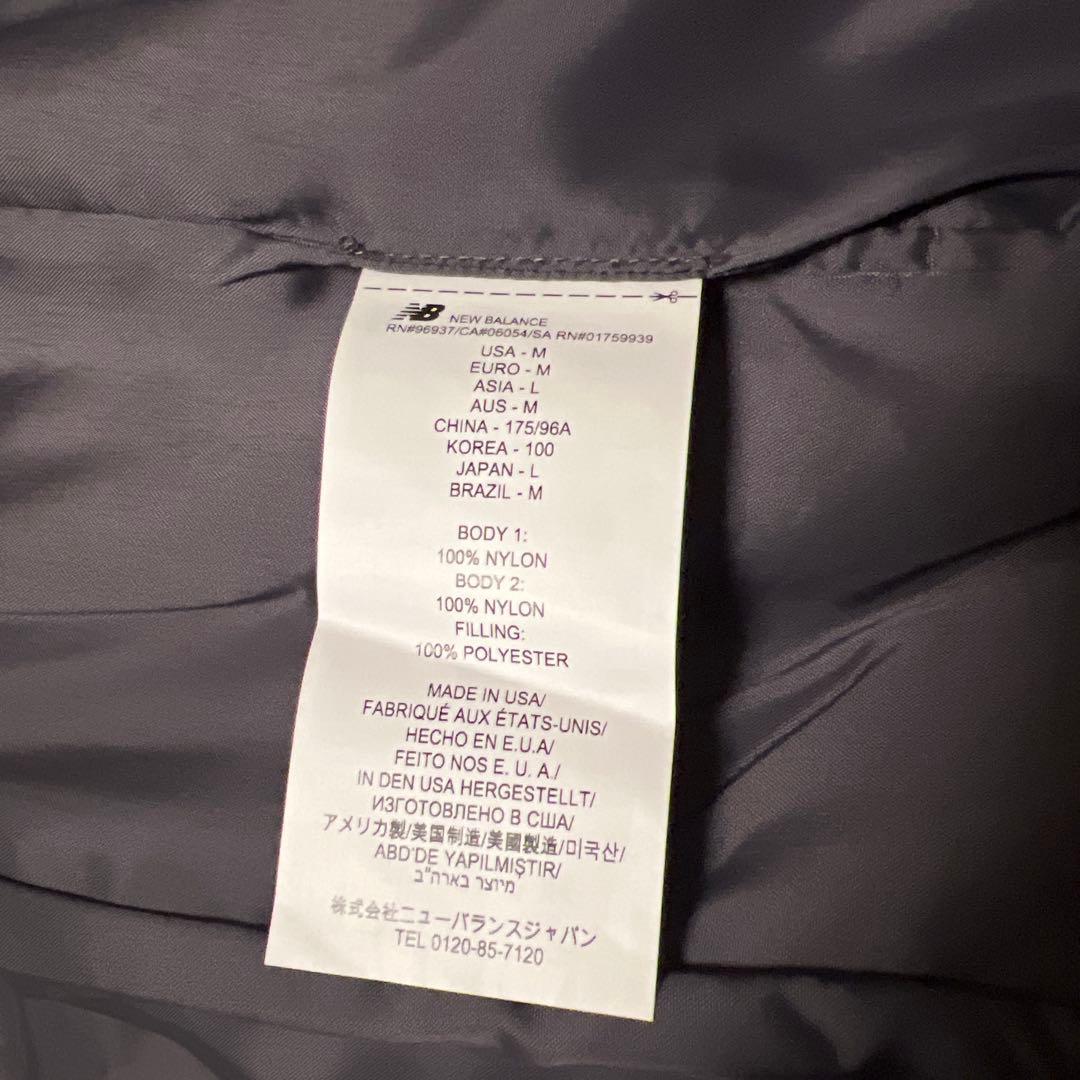 NB NEW BALANCE
RN#96937/CA#06054/SA RN#01759939
USA - M
EURO - M
ASIA - L
AUS - M
CHINA - 175/96A
KOREA - 100
JAPAN - L
BRAZIL - M
BODY 1:
100% NYLON
BODY 2:
100% NYLON
FILLING:
100% POLYESTER
MADE IN USA/
FABRIQUÉ AUX ÉTATS-UNIS/
HECHO EN E.U.A/
FEITO NOS E. U. A./
IN DEN USA HERGESTELLT/
ИЗГОТОВЛЕНО В США/
アメリカ製/美国制造/美國製造/미국산/
ABD'DE YAPILMIŞTIR/
מיוצר בארה"ב
株式会社ニューバランスジャパン
TEL 0120-85-7120